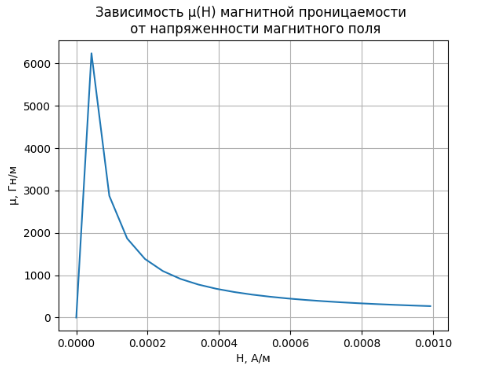 Зависимость μ(H) магнитной проницаемости
от напряженности магнитного поля
6000
5000
4000
3000
2000
1000
0
μ, Гн/м
0.0000 0.0002 0.0004 0.0006 0.0008 0.0010
H, А/м